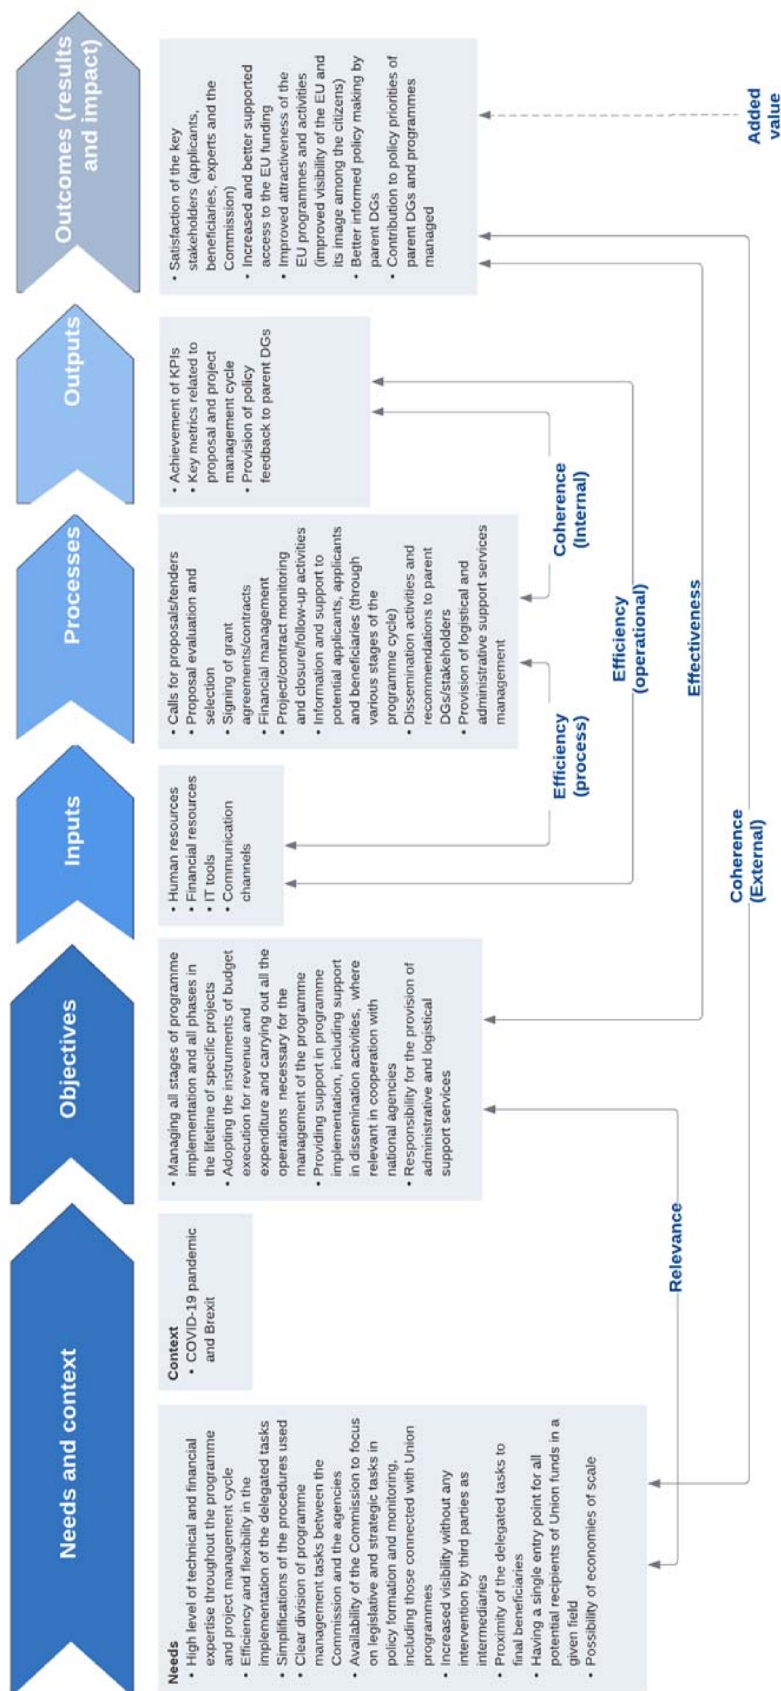 Needs and context
Objectives
Inputs
Processes
Outputs
Outcomes (results
and impact)
Needs
• High level of technical and financial
expertise throughout the programme
and project management cycle
• Efficiency and flexibility in the
implementation of the delegated tasks
• Simplifications of the procedures used
• Clear division of programme
management tasks between the
Commission and the agencies
• Availability of the Commission to focus
on legislative and strategic tasks in
policy formation and monitoring,
including those connected with Union
programmes
• Increased visibility without any
intervention by third parties as
intermediaries
• Proximity of the delegated tasks to
final beneficiaries
• Having a single entry point for all
potential recipients of Union funds in a
given field
• Possibility of economies of scale
Context
• COVID-19 pandemic
and Brexit
• Managing all stages of programme
implementation and all phases in
the lifetime of specific projects
• Adopting the instruments of budget
execution for revenue and
expenditure and carrying out all the
operations necessary for the
management of the programme
• Providing support in programme
implementation, including support
in dissemination activities, where
relevant in cooperation with
national agencies
• Responsibility for the provision of
administrative and logistical
support services
• Human resources
• Financial resources
• IT tools
• Communication
channels
• Calls for proposals/tenders
• Proposal evaluation and
selection
• Signing of grant
agreements/contracts
• Financial management
• Project/contract monitoring
and closure/follow-up activities
• Information and support to
potential applicants, applicants
and beneficiaries (through
various stages of the
programme cycle)
• Dissemination activities and
recommendations to parent
DGs/stakeholders
• Provision of logistical and
administrative support services
management
• Achievement of KPIs
• Key metrics related to
proposal and project
management cycle
• Provision of policy
feedback to parent DGs
• Satisfaction of the key
stakeholders (applicants,
beneficiaries, experts and the
Commission)
• Increased and better supported
access to the EU funding
• Improved attractiveness of the
EU programmes and activities
(improved visibility of the EU and
its image among the citizens)
• Better informed policy making by
parent DGs
• Contribution to policy priorities of
parent DGs and programmes
managed
Efficiency
(process)
Coherence
(Internal)
Efficiency
(operational)
Relevance
Effectiveness
Coherence
(External)
Added
value